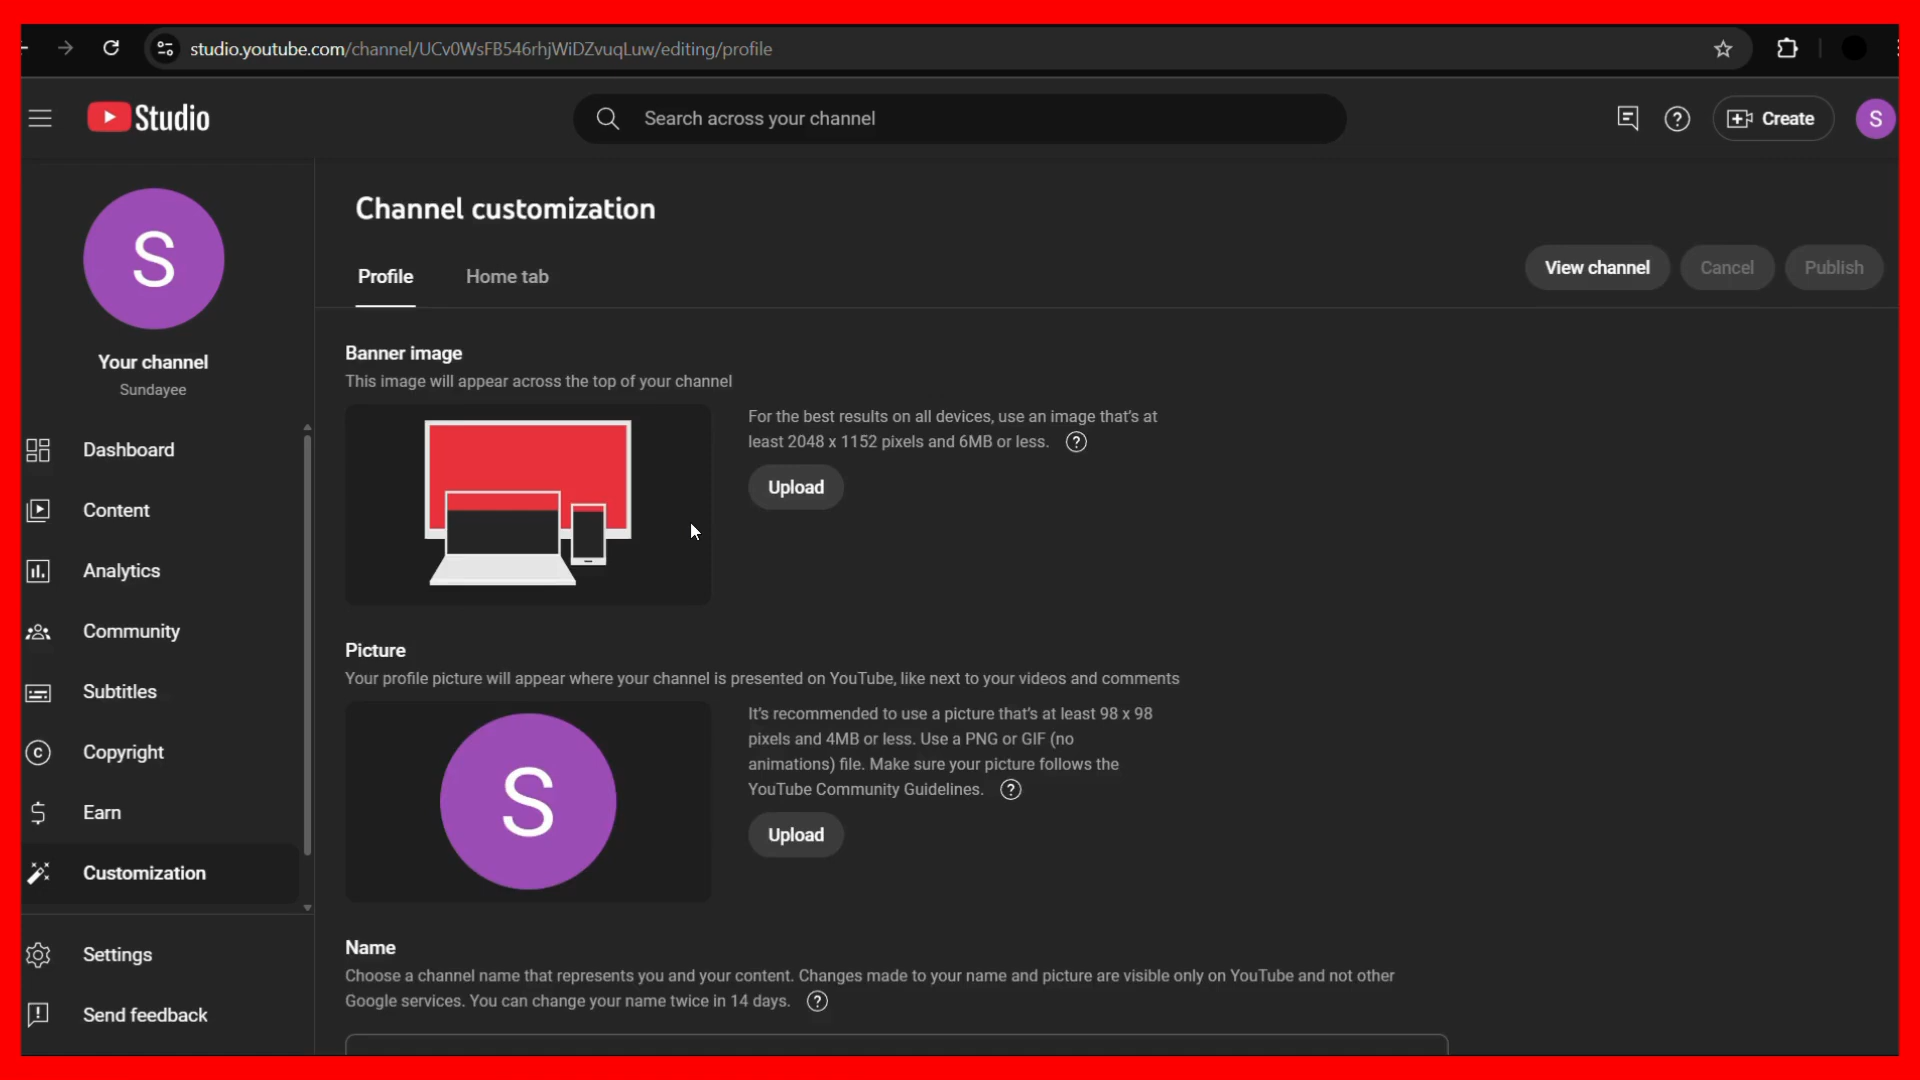 studio.youtube.com/channel/UCv0WsFB546rhjWiDZvuqLuw/editing/profile
Studio
Search across your channel
Create
S
S
Your channel
Sundayee
Dashboard
Content
Analytics
Community
Subtitles
Copyright
Earn
Customization
Settings
Send feedback
Channel customization
Profile
Home tab
View channel
Cancel
Publish
Banner image
This image will appear across the top of your channel
For the best results on all devices, use an image that's at
least 2048 x 1152 pixels and 6MB or less.
Upload
Picture
Your profile picture will appear where your channel is presented on YouTube, like next to your videos and comments
S
It's recommended to use a picture that's at least 98 x 98
pixels and 4MB or less. Use a PNG or GIF (no
animations) file. Make sure your picture follows the
YouTube Community Guidelines.
Upload
Name
Choose a channel name that represents you and your content. Changes made to your name and picture are visible only on YouTube and not other
Google services. You can change your name twice in 14 days.